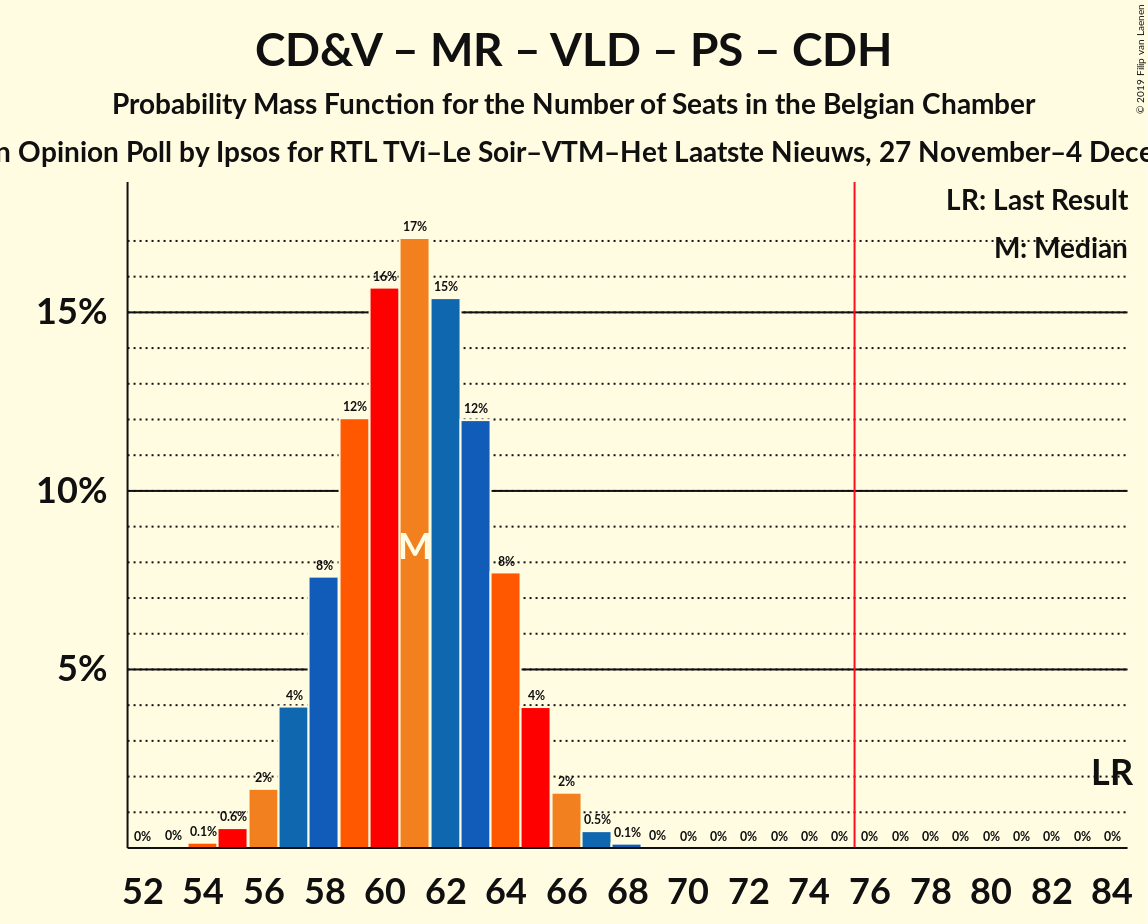 CD&V – MR – VLD – PS – CDH
Probability Mass Function for the Number of Seats in the Belgian Chamber
n Opinion Poll by Ipsos for RTL TVi–Le Soir–VTM–Het Laatste Nieuws, 27 November–4 Dece
© 2019 Filip van Laenen
LR: Last Result
M: Median
15%
10%
5%
0% 0% 0.1% 0.6% 2% 4% 8% 12% 16% 17% 15% 12% 8% 4% 2% 0.5% 0.1% 0% 0% 0% 0% 0% 0% 0% 0% 0% 0% 0% 0% 0% 0% 0% 0%
M
LR
52 54 56 58 60 62 64 66 68 70 72 74 76 78 80 82 84